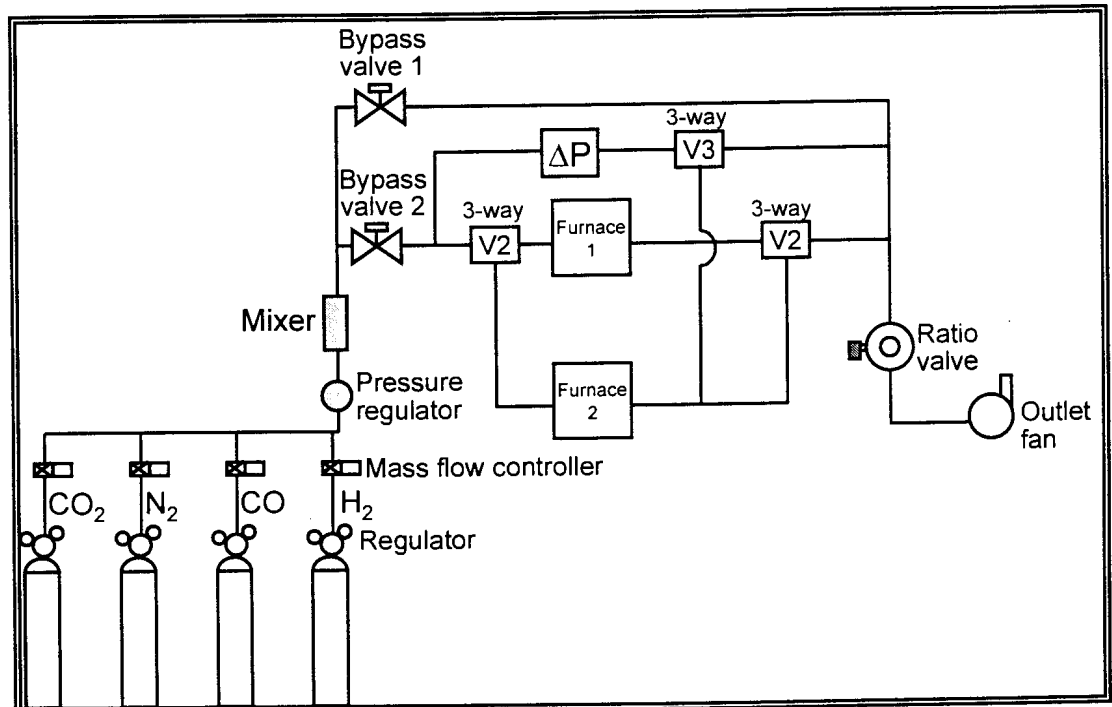 Bypass
valve 1
3-way
ΔP
V3
Bypass
valve 2
3-way
V2
Furnace
1
3-way
V2
Mixer
Ratio
valve
Pressure
regulator
Furnace
2
Outlet
fan
Mass flow controller
CO₂
N₂
CO
H₂
Regulator